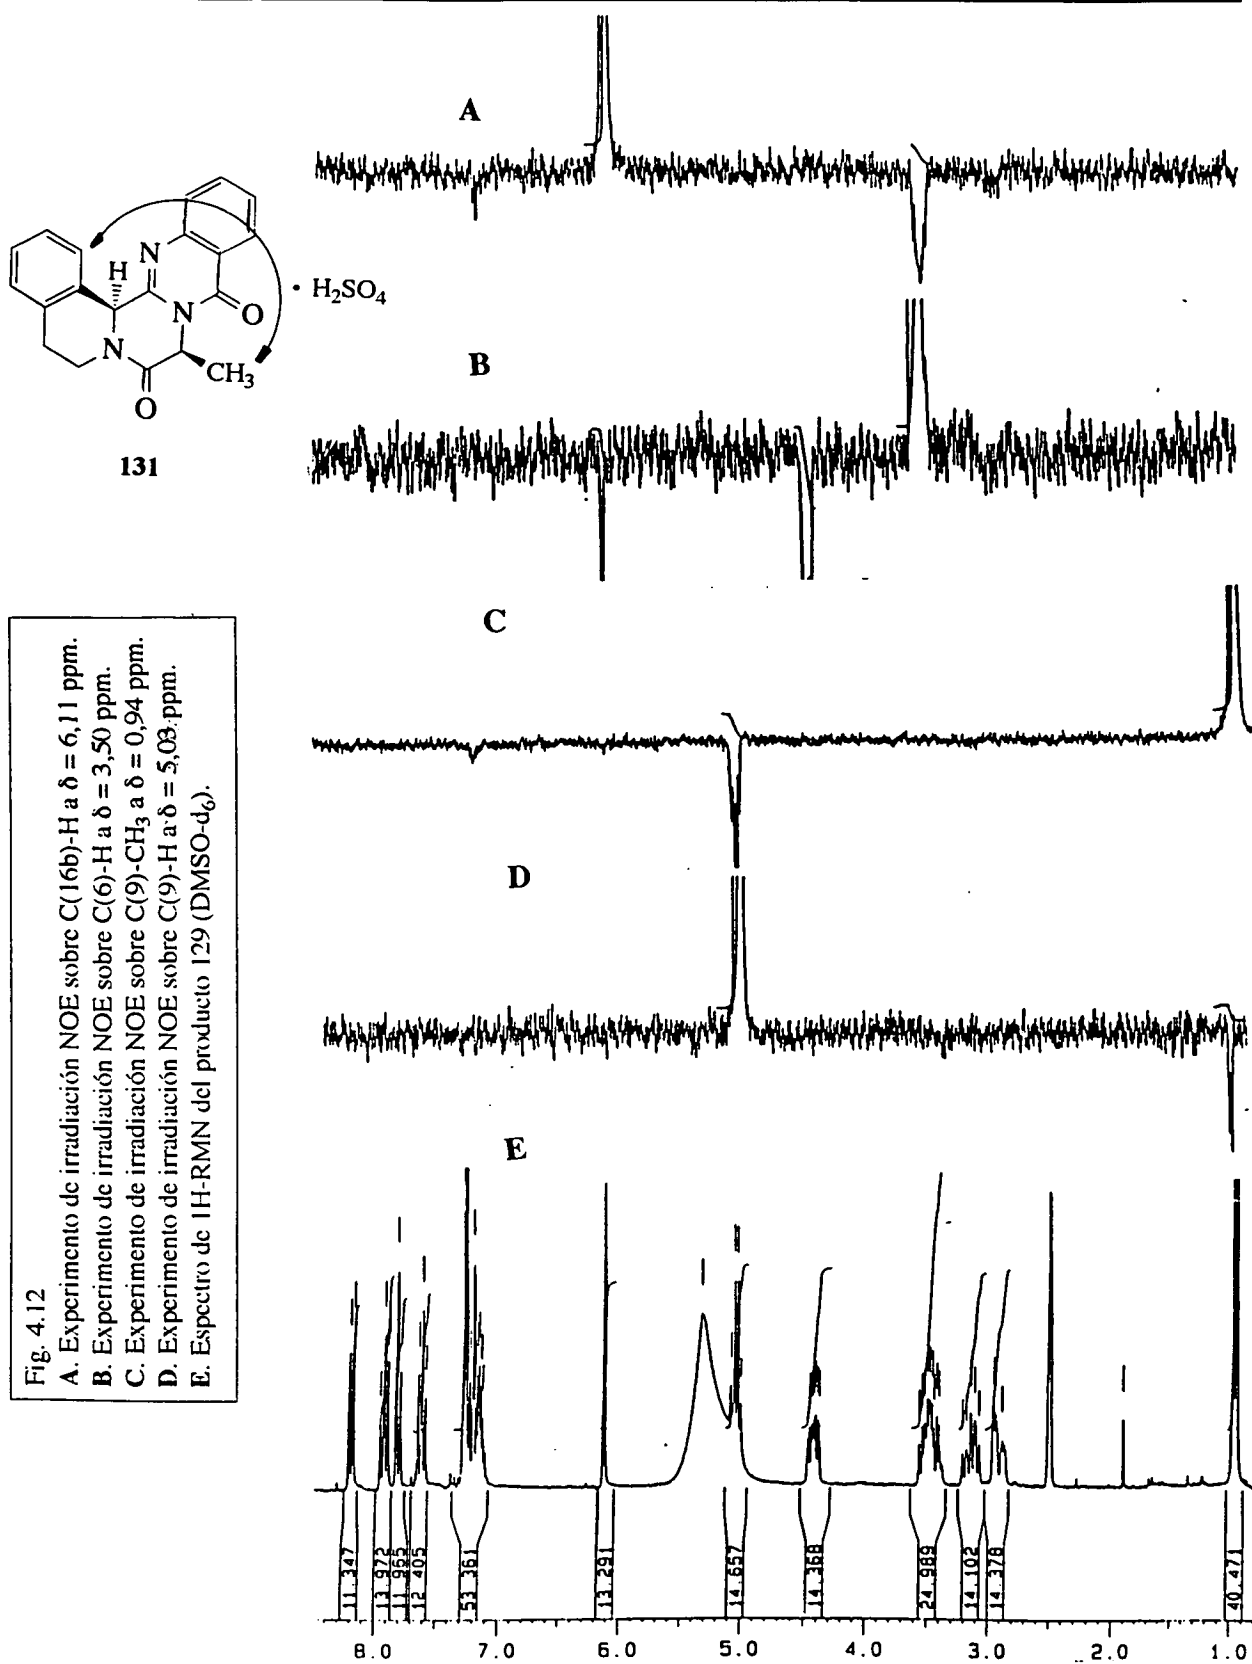 A
N
H
N
O
• H₂SO₄
N
CH₃
O
131
B
C
D
E
Fig. 4.12
A. Experimento de irradiación NOE sobre C(16b)-H a δ = 6,11 ppm.
B. Experimento de irradiación NOE sobre C(6)-H a δ = 3,50 ppm.
C. Experimento de irradiación NOE sobre C(9)-CH₃ a δ = 0,94 ppm.
D. Experimento de irradiación NOE sobre C(9)-H a δ = 5,03 ppm.
E. Espectro de 1H-RMN del producto 129 (DMSO-d₆).
11.347 13.972 11.965 12.405 53.361 13.291 14.657 14.368 24.989 14.102 14.378 40.471
8.0 7.0 6.0 5.0 4.0 3.0 2.0 1.0